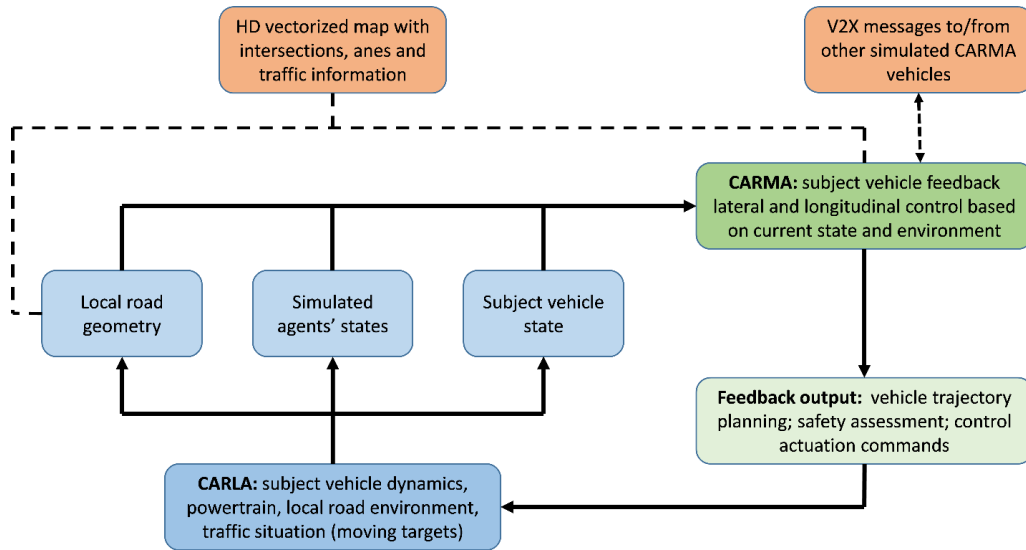 HD vectorized map with
intersections, anes and
traffic information
V2X messages to/from
other simulated CARMA
vehicles
CARMA: subject vehicle feedback
lateral and longitudinal control based
on current state and environment
Local road
geometry
Simulated
agents’ states
Subject vehicle
state
Feedback output: vehicle trajectory
planning; safety assessment; control
actuation commands
CARLA: subject vehicle dynamics,
powertrain, local road environment,
traffic situation (moving targets)